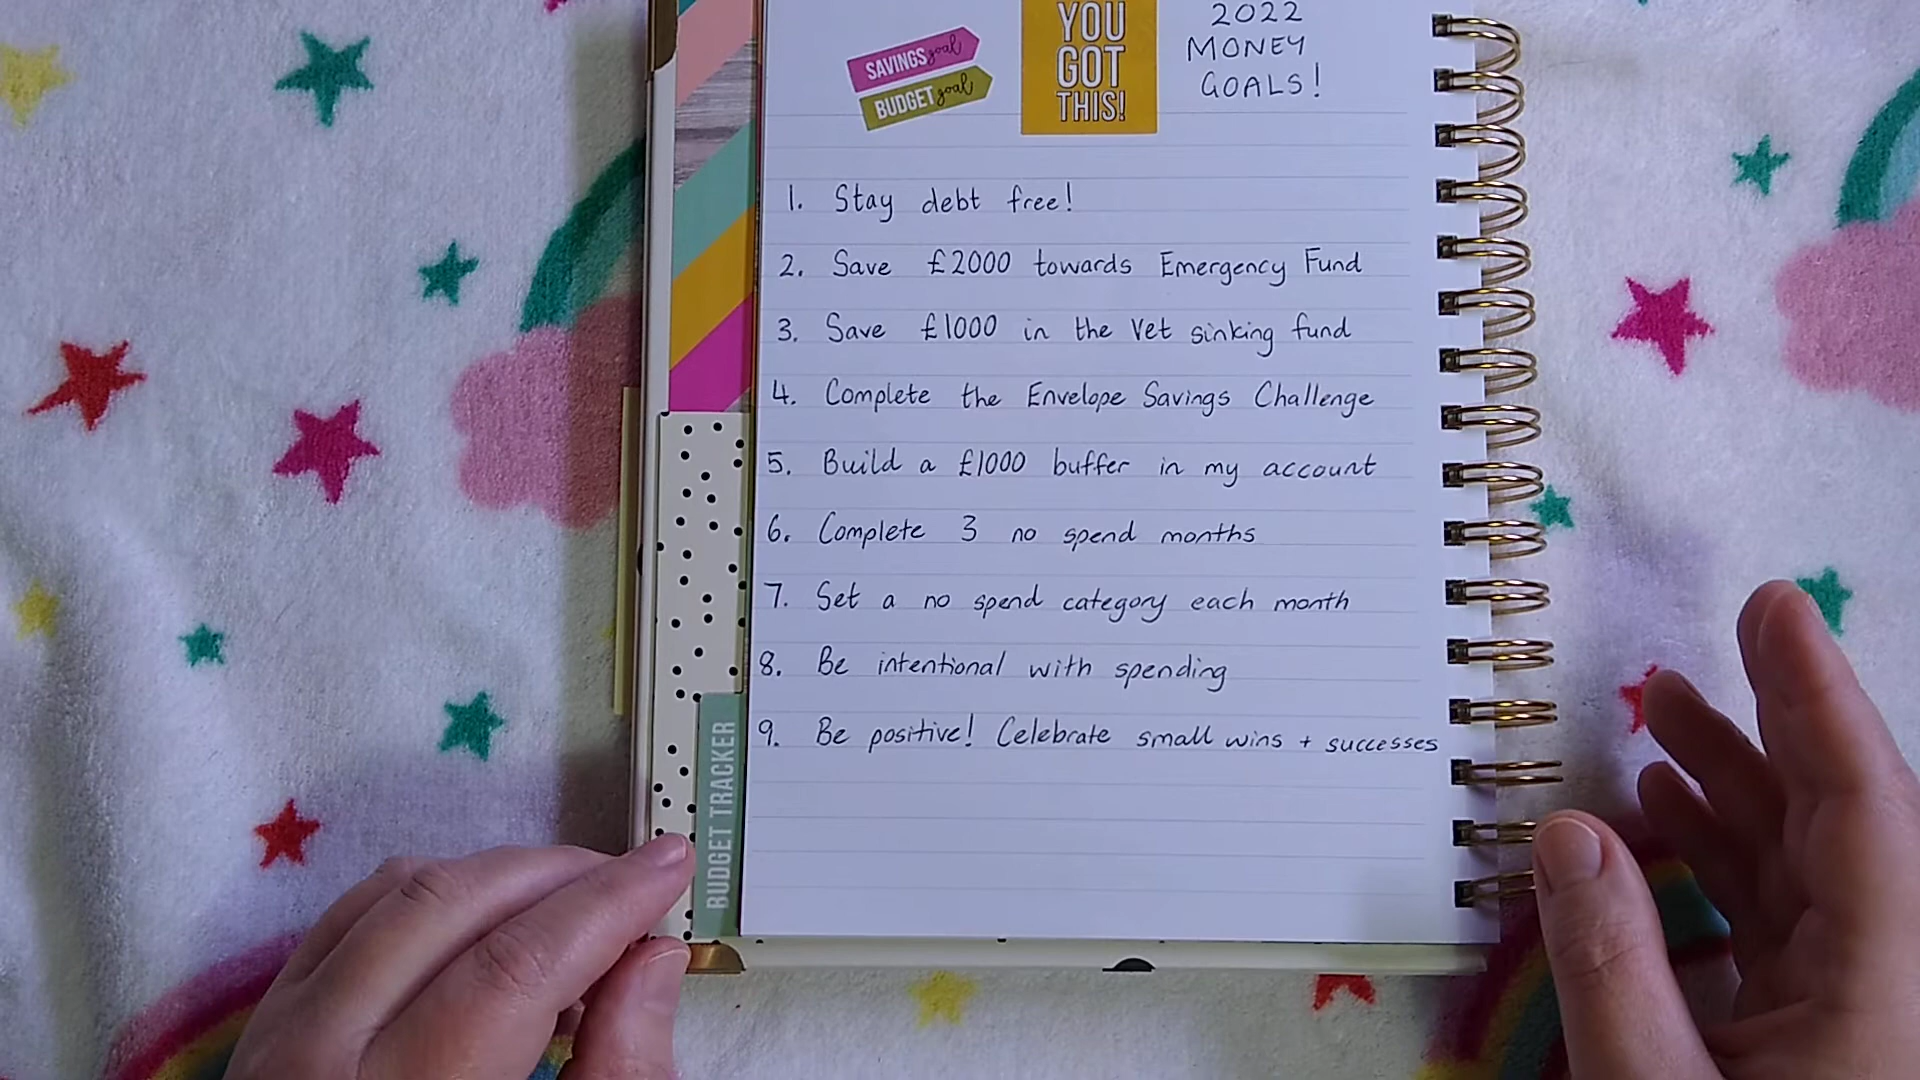 SAVINGS goal
BUDGET goal
YOU
GOT
THIS!
2022
MONEY
GOALS!
1. Stay debt free!
2. Save £2000 towards Emergency Fund
3. Save £1000 in the Vet sinking fund
4. Complete the Envelope Savings Challenge
5. Build a £1000 buffer in my account
6. Complete 3 no spend months
7. Set a no spend category each month
8. Be intentional with spending
9. Be positive! Celebrate small wins + successes
BUDGET TRACKER